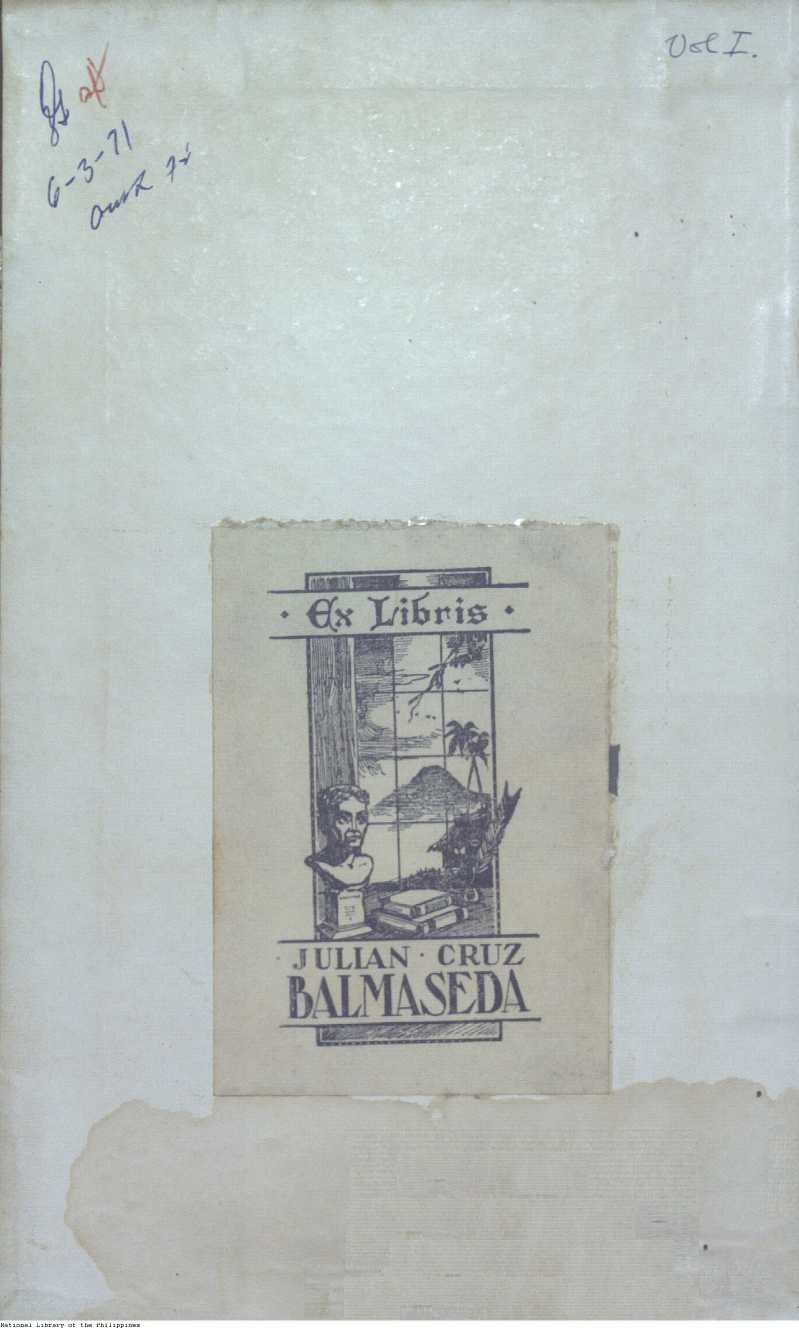 Vol I.
6-3-71
· Ex Libris ·
JULIAN · CRUZ
BALMASEDA
National Library of the Philippines